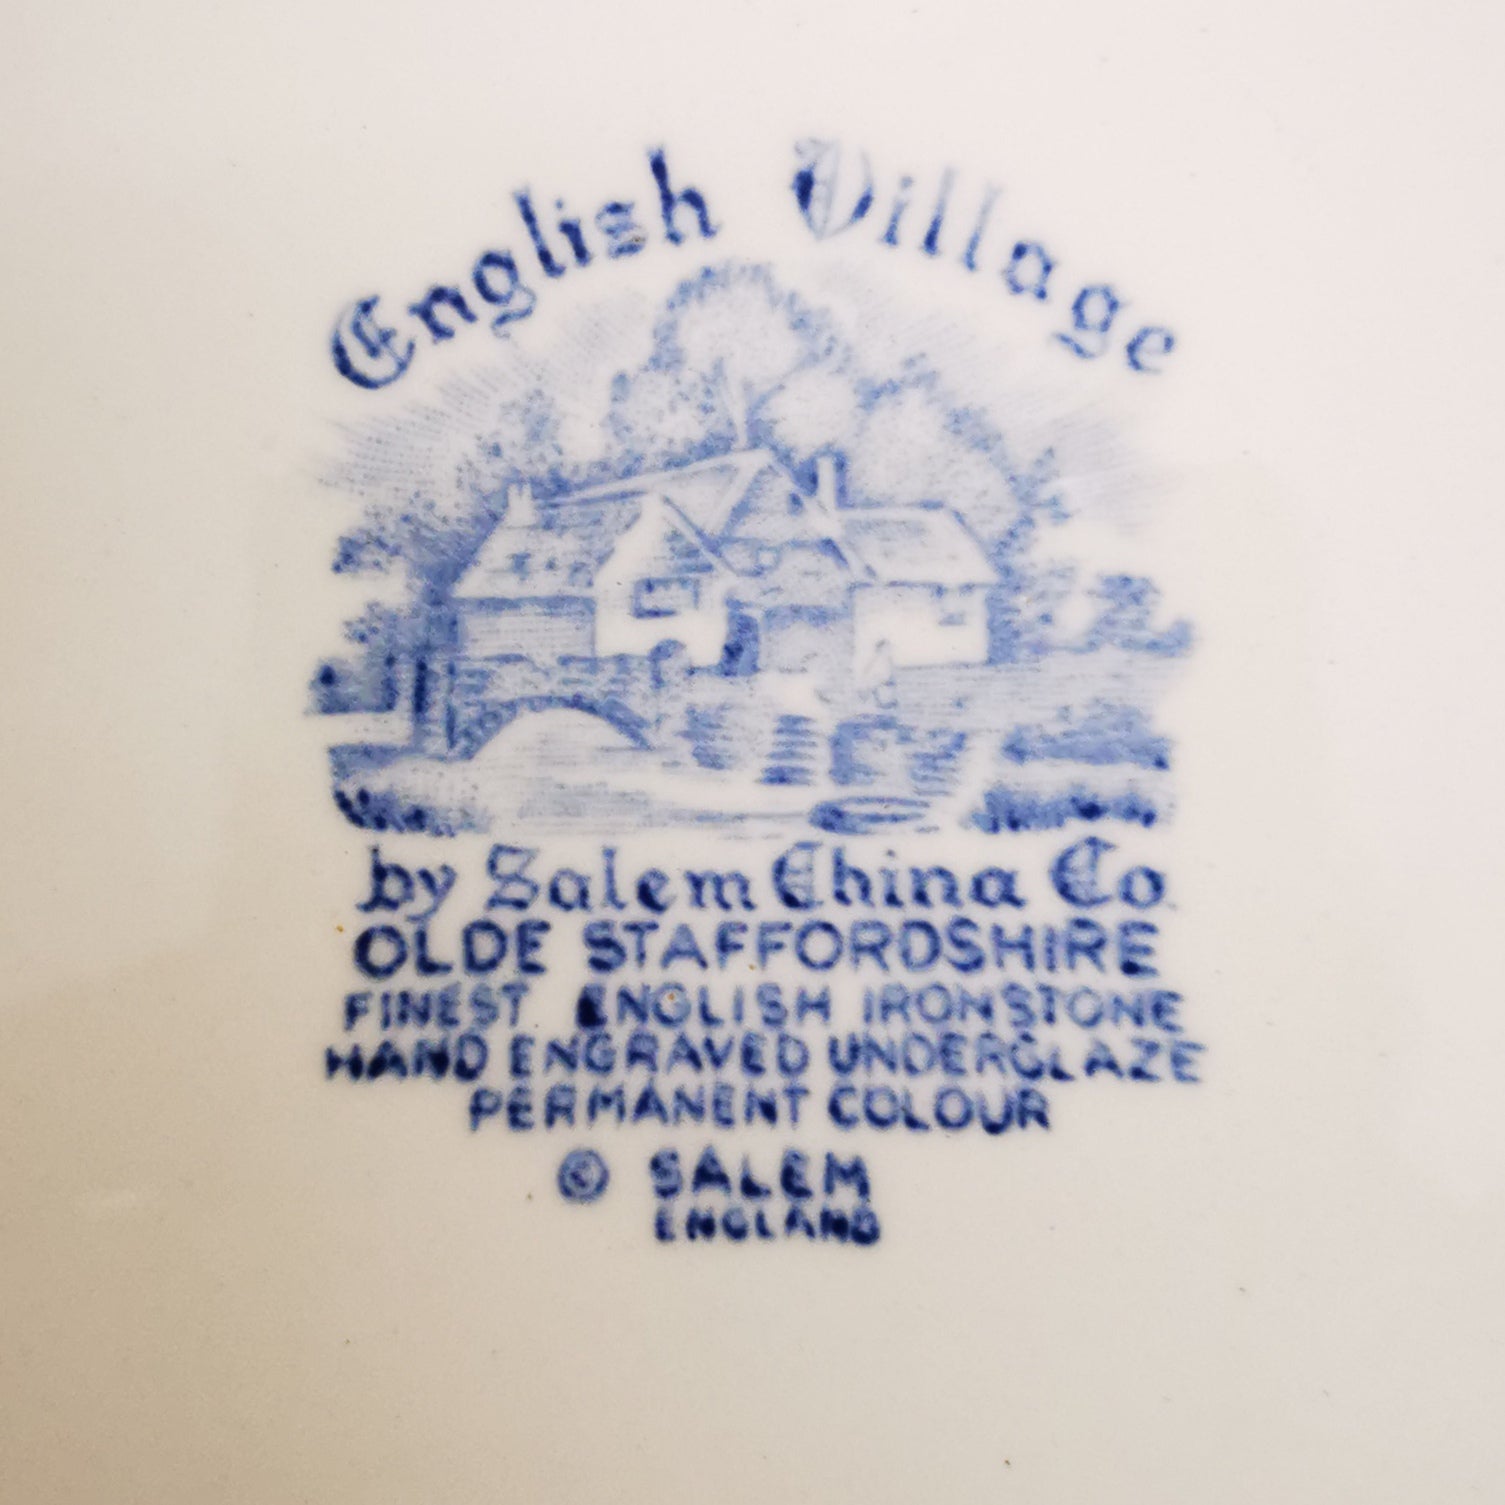 English Village
by Salem China Co.
OLDE STAFFORDSHIRE
FINEST ENGLISH IRONSTONE
HAND ENGRAVED UNDERGLAZE
PERMANENT COLOUR
© SALEM
ENGLAND